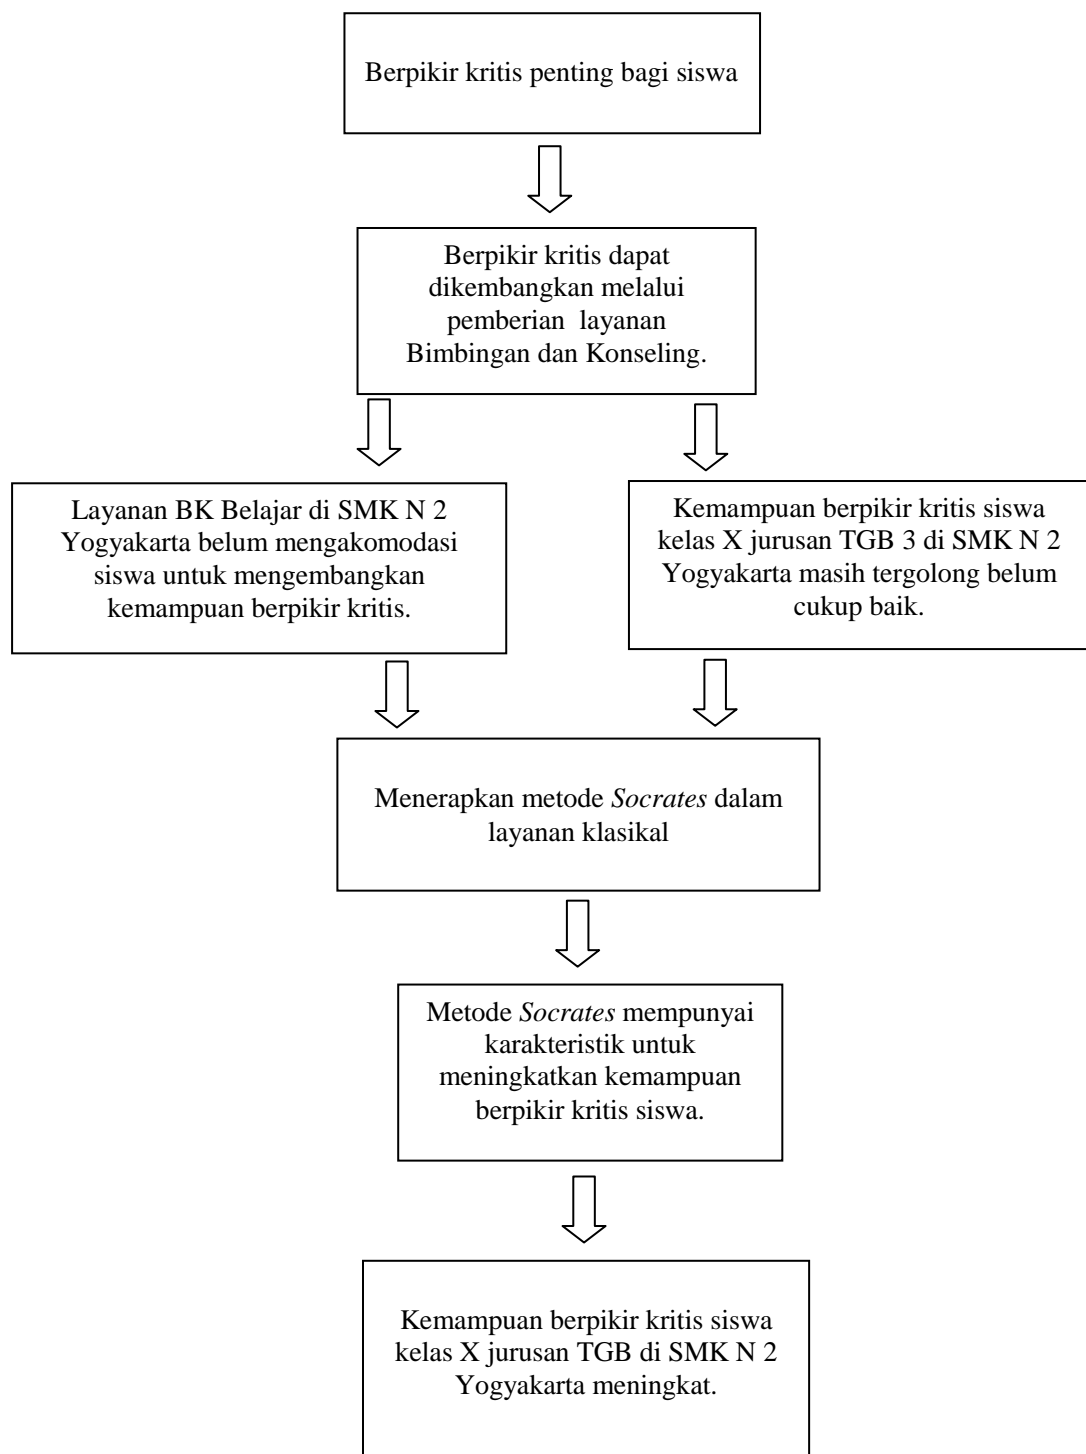 Berpikir kritis penting bagi siswa
Berpikir kritis dapat
dikembangkan melalui
pemberian layanan
Bimbingan dan Konseling.
Layanan BK Belajar di SMK N 2
Yogyakarta belum mengakomodasi
siswa untuk mengembangkan
kemampuan berpikir kritis.
Kemampuan berpikir kritis siswa
kelas X jurusan TGB 3 di SMK N 2
Yogyakarta masih tergolong belum
cukup baik.
Menerapkan metode Socrates dalam
layanan klasikal
Metode Socrates mempunyai
karakteristik untuk
meningkatkan kemampuan
berpikir kritis siswa.
Kemampuan berpikir kritis siswa
kelas X jurusan TGB di SMK N 2
Yogyakarta meningkat.